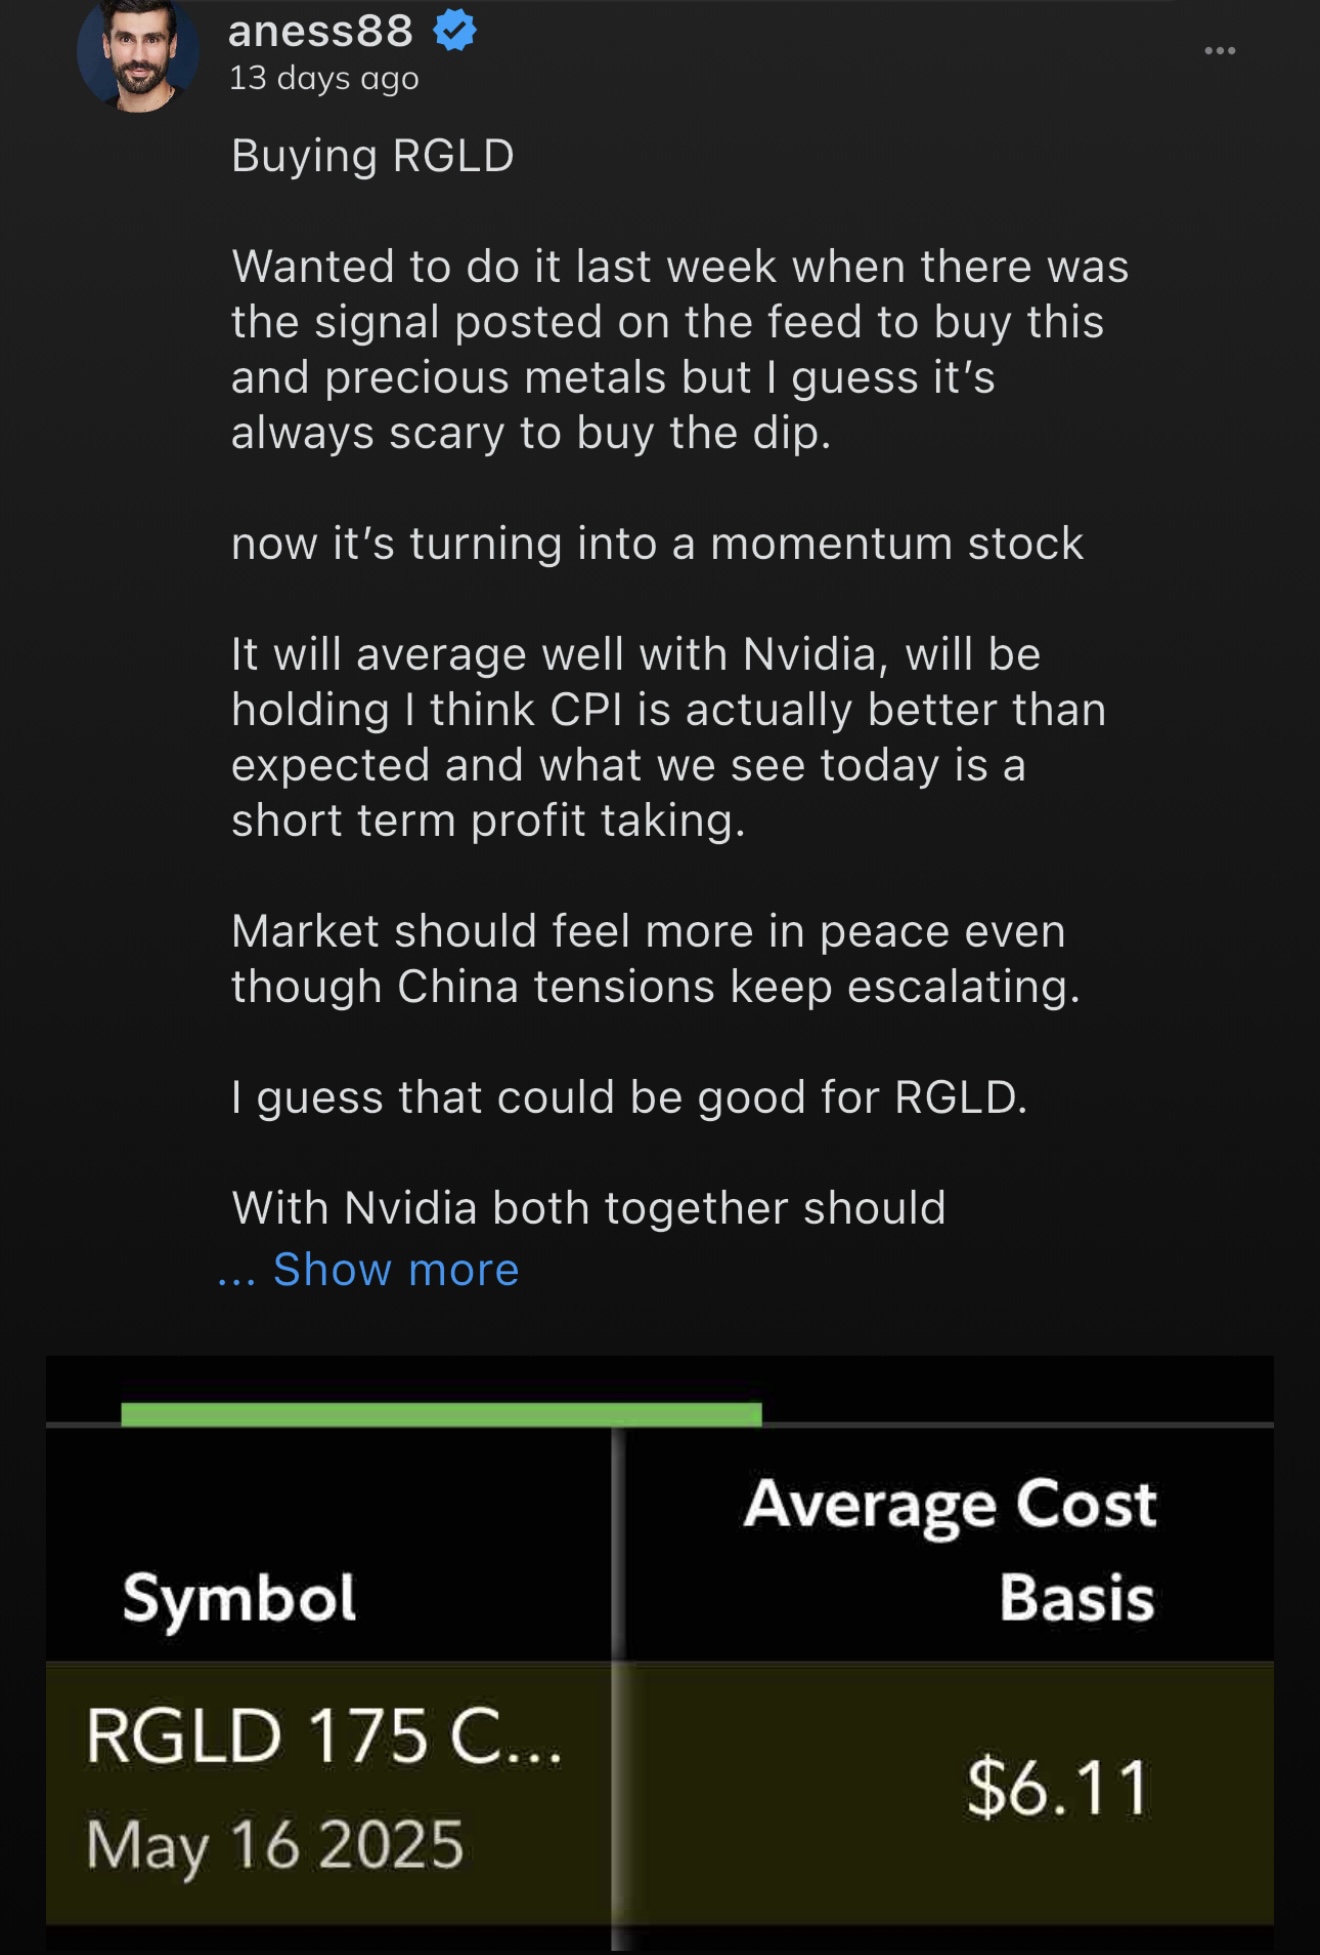 aness88
13 days ago
Buying RGLD
Wanted to do it last week when there was
the signal posted on the feed to buy this
and precious metals but I guess it’s
always scary to buy the dip.
now it’s turning into a momentum stock
It will average well with Nvidia, will be
holding I think CPI is actually better than
expected and what we see today is a
short term profit taking.
Market should feel more in peace even
though China tensions keep escalating.
I guess that could be good for RGLD.
With Nvidia both together should
... Show more
Average Cost
Symbol Basis
RGLD 175 C...
$6.11
May 16 2025